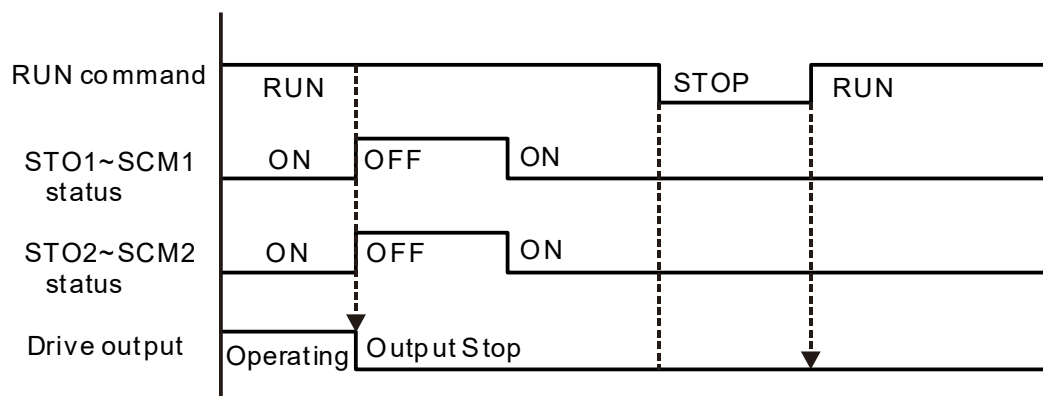 RUN command
RUN
STOP
RUN
STO1~SCM1
status
ON
OFF
ON
STO2~SCM2
status
ON
OFF
ON
Drive output
Operating
Output Stop